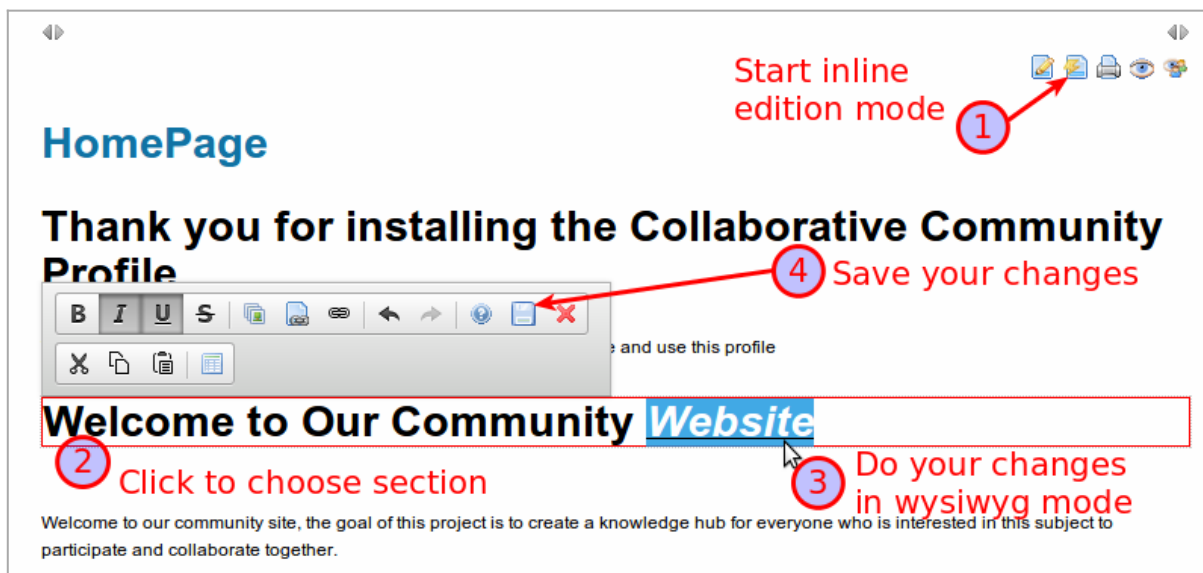 Start inline
edition mode
1
HomePage
Thank you for installing the Collaborative Community
Profile
4 Save your changes
B I U S
and use this profile
Welcome to Our Community Website
2
Click to choose section
3
Do your changes
in wysiwyg mode
Welcome to our community site, the goal of this project is to create a knowledge hub for everyone who is interested in this subject to
participate and collaborate together.